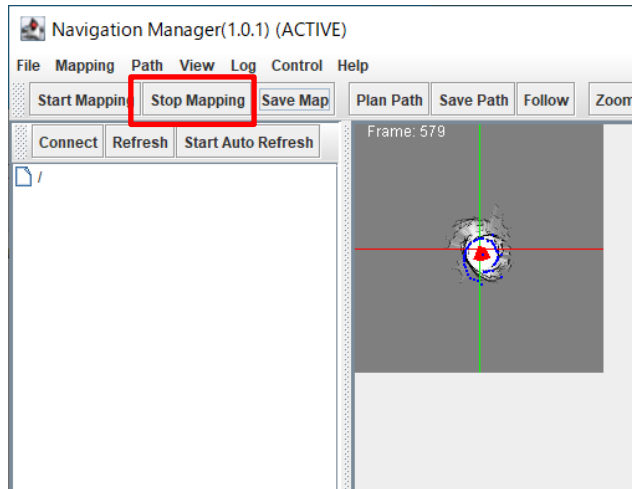 Navigation Manager(1.0.1) (ACTIVE)
File Mapping Path View Log Control Help
Start Mapping Stop Mapping Save Map Plan Path Save Path Follow Zoom
Connect Refresh Start Auto Refresh
Frame: 579
/